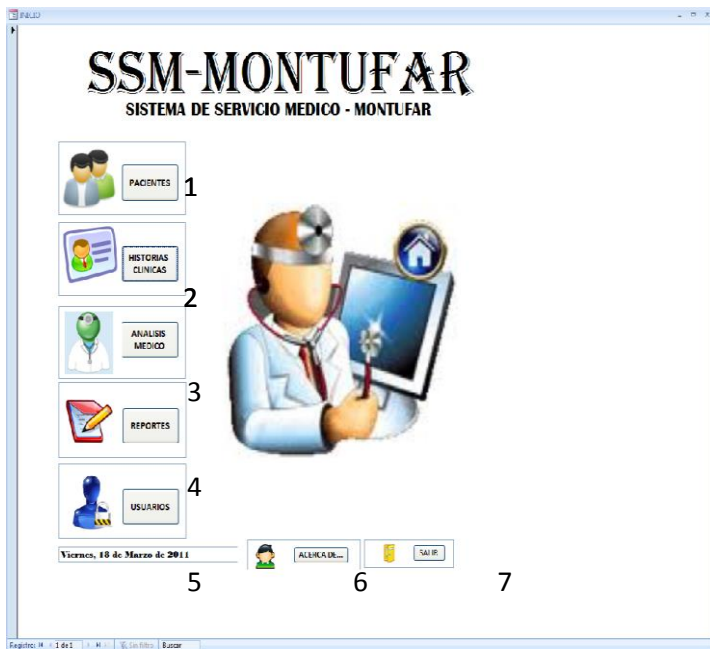 INICIO
SSM-MONTUFAR
SISTEMA DE SERVICIO MEDICO - MONTUFAR
PACIENTES
1
HISTORIAS
CLINICAS
2
ANALISIS
MEDICO
3
REPORTES
4
USUARIOS
Viernes, 18 de Marzo de 2011
ACERCA DE...
SALIR
5 6 7
Registro: 1 de 1 Sin filtro Buscar